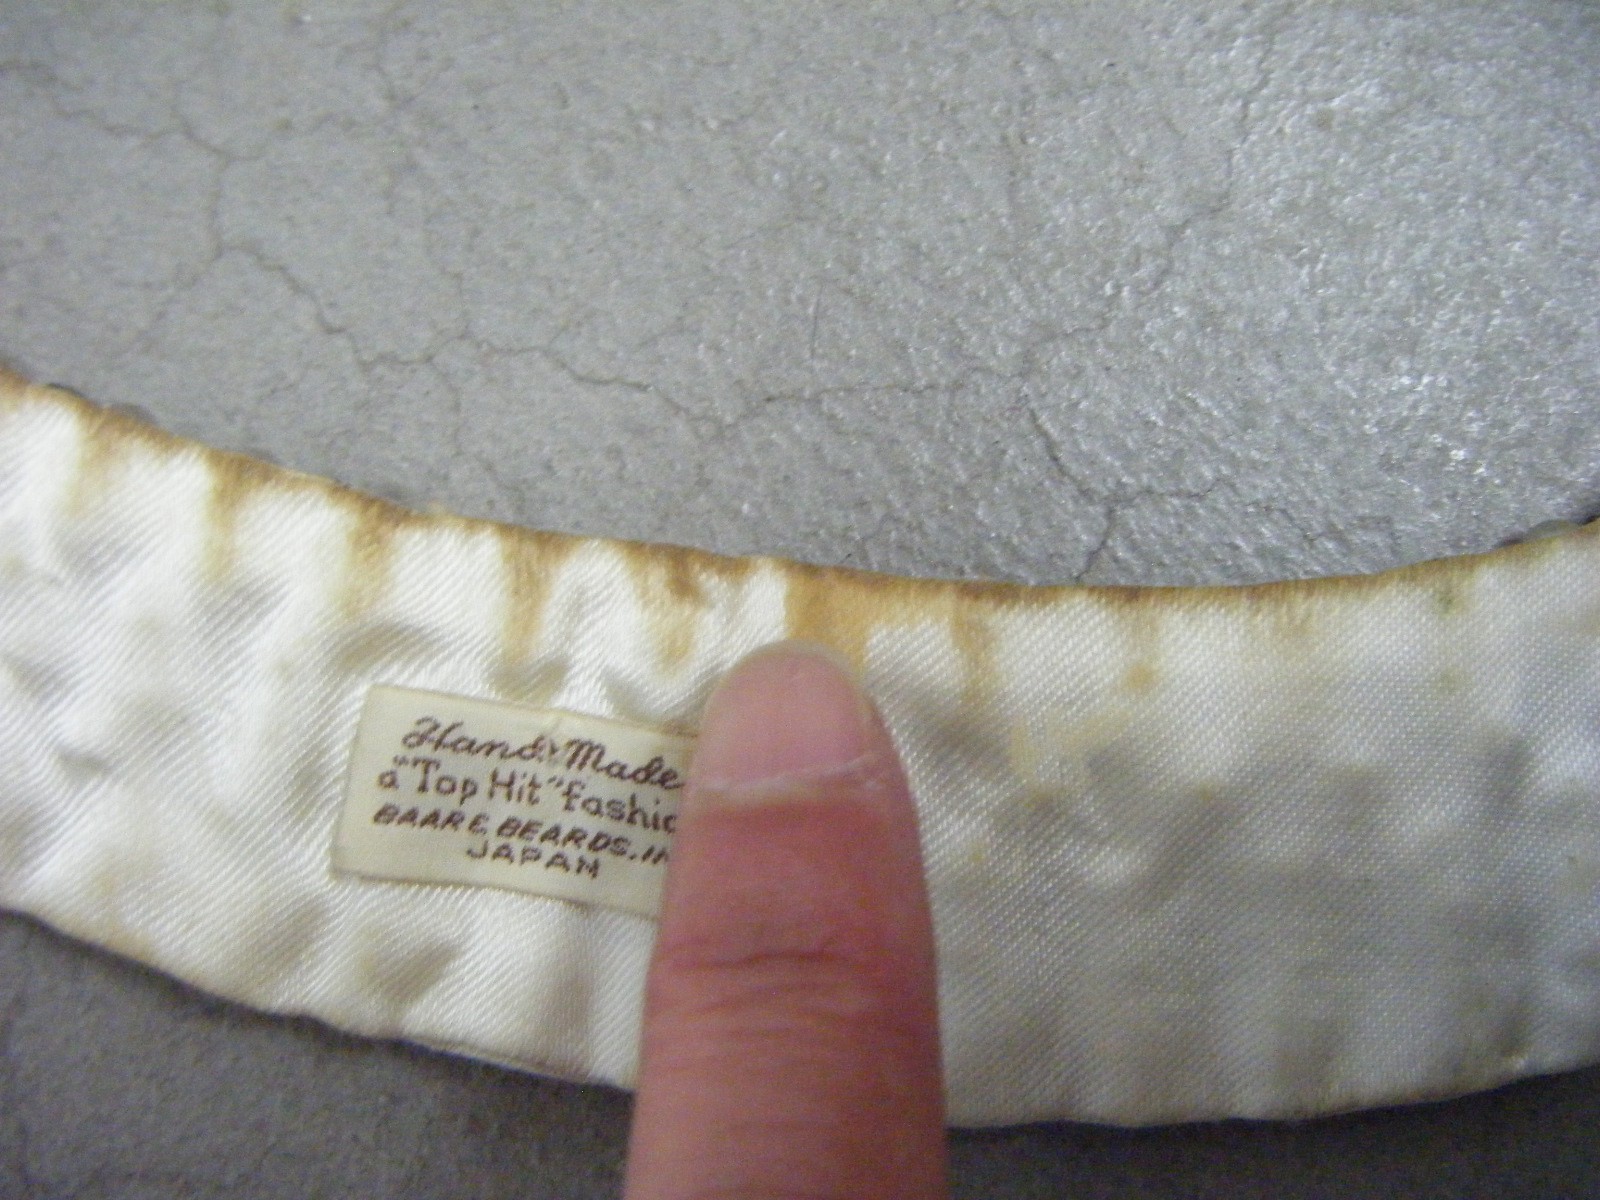 Hand Made
a "Top Hit" fashio
BAAR & BEARDS, IN
JAPAN